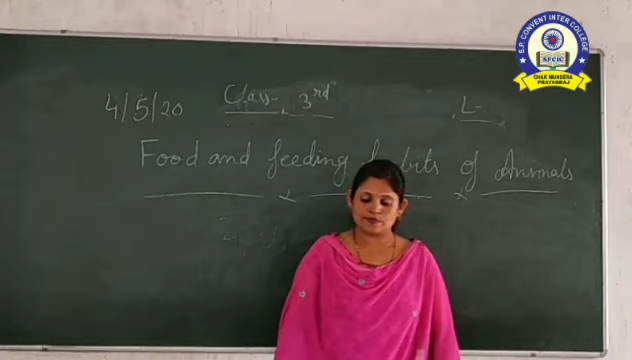 S.P. CONVENT INTER COLLEGE
SPCIC
CHAK MUNDERA
PRAYAGRAJ
4/5/20 Class- 3rd L-
Food and feeding habits of Animals